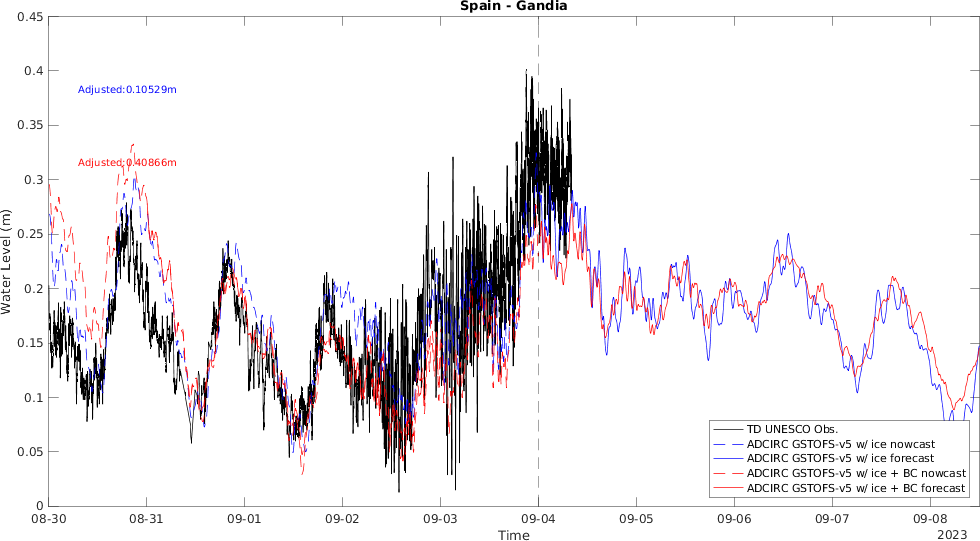 Spain - Gandia
0.45
0.4
0.35
0.3
0.25
0.2
0.15
0.1
0.05
0
Water Level (m)
Adjusted:0.10529m
Adjusted:0.40866m
TD UNESCO Obs.
ADCIRC GSTOFS-v5 w/ ice nowcast
ADCIRC GSTOFS-v5 w/ ice forecast
ADCIRC GSTOFS-v5 w/ ice + BC nowcast
ADCIRC GSTOFS-v5 w/ ice + BC forecast
08-30 08-31 09-01 09-02 09-03 09-04 09-05 09-06 09-07 09-08
Time
2023